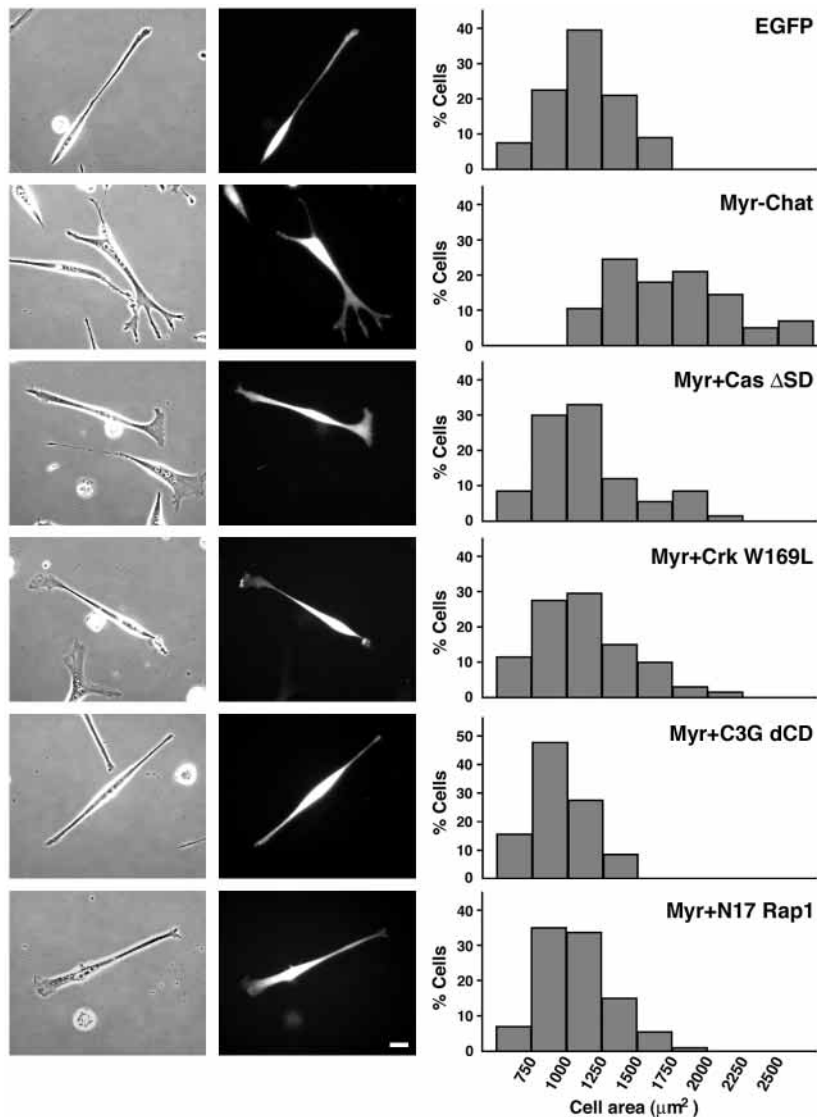 EGFP
% Cells
40
30
20
10
0
Myr-Chat
% Cells
40
30
20
10
0
Myr+Cas ΔSD
% Cells
40
30
20
10
0
Myr+Crk W169L
% Cells
40
30
20
10
0
Myr+C3G dCD
% Cells
50
40
30
20
10
0
Myr+N17 Rap1
% Cells
40
30
20
10
0
750 1000 1250 1500 1750 2000 2250 2500
Cell area (μm²)